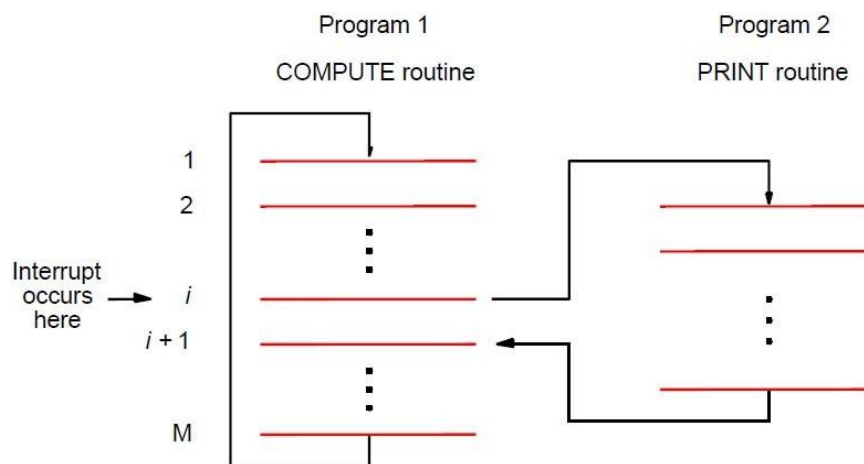 Program 1
Program 2
COMPUTE routine
PRINT routine
1
2
Interrupt
occurs
here
i
i + 1
M